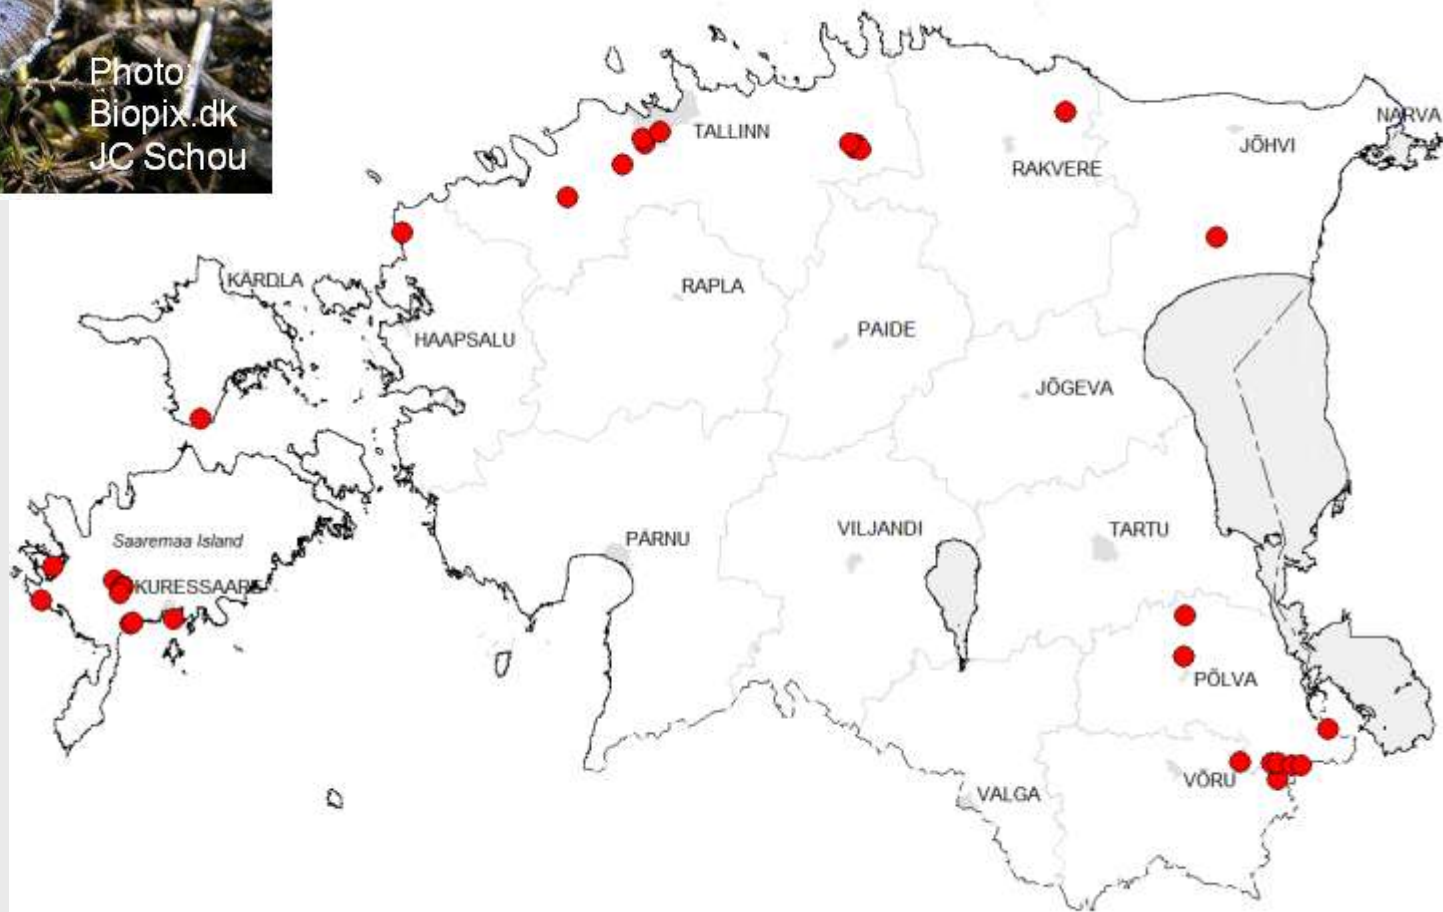 Photo:
Biopix.dk
JC Schou
TALLINN
NARVA
JÕHVI
RAKVERE
KÄRDLA
RAPLA
PAIDE
HAAPSALU
JÕGEVA
Saaremaa Island
PÄRNU
VILJANDI
TARTU
KURESSAARE
PÕLVA
VÕRU
VALGA